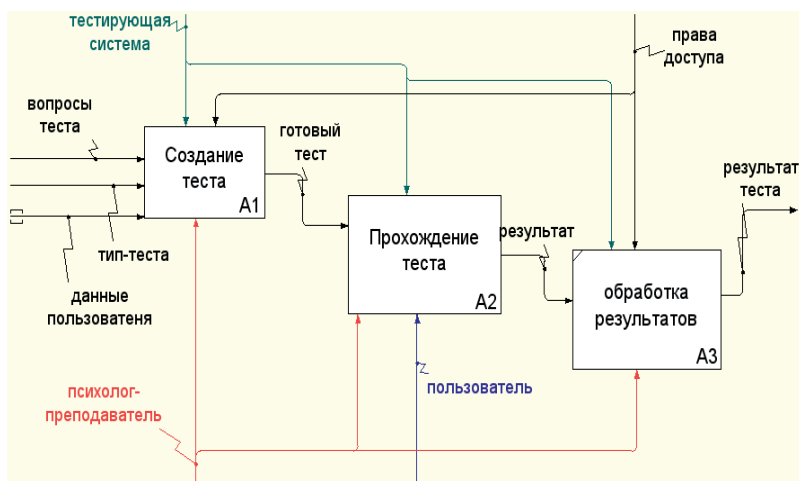 тестирующая
система
права
доступа
вопросы
теста
Создание
теста
A1
готовый
тест
результат
теста
тип-теста
данные
пользователя
Прохождение
теста
A2
результат
обработка
результатов
A3
психолог-
преподаватель
пользователь